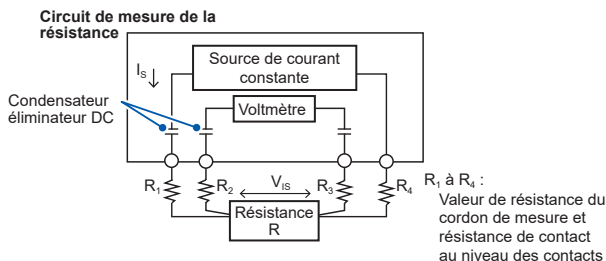 Circuit de mesure de la
résistance
Source de courant
constante
Iₛ
Condensateur
éliminateur DC
Voltmètre
R₁
R₂
V_IS
R₃
R₄
Résistance
R
R₁ à R₄ :
Valeur de résistance du
cordon de mesure et
résistance de contact
au niveau des contacts